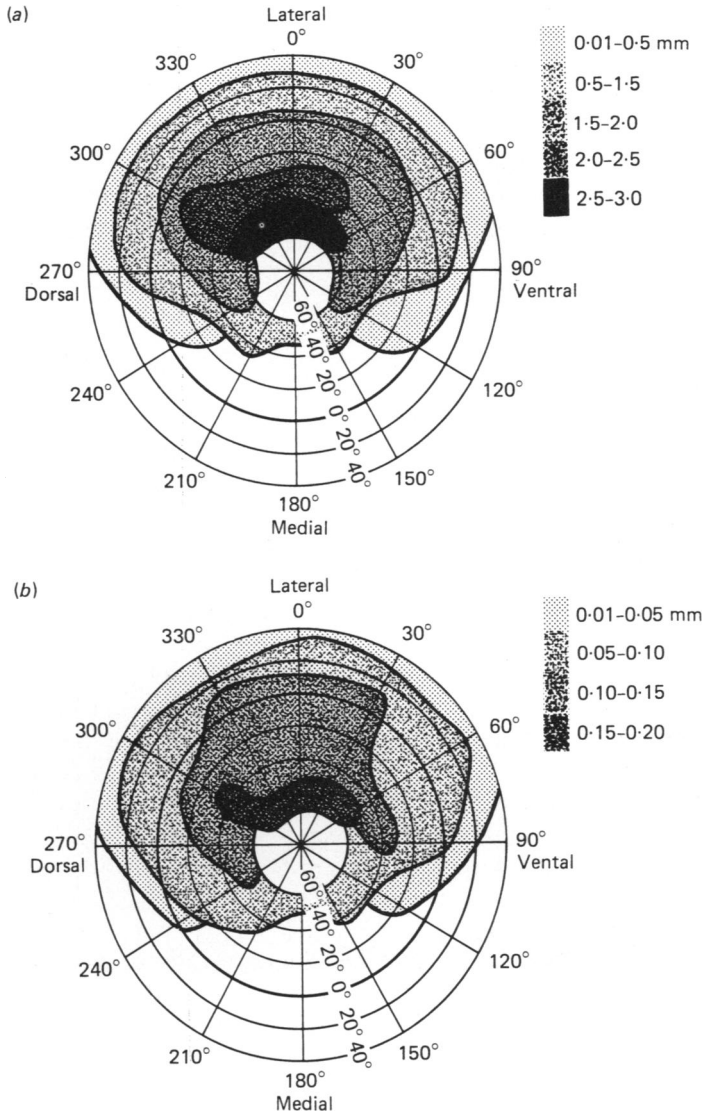 (a)
Lateral
0°
330°
30°
300°
60°
270°
Dorsal
90°
Ventral
240°
120°
210°
150°
180°
Medial
60° 40° 20° 0° 20° 40°
0·01–0·5 mm
0·5–1·5
1·5–2·0
2·0–2·5
2·5–3·0
(b)
Lateral
0°
330°
30°
300°
60°
270°
Dorsal
90°
Vental
240°
120°
210°
150°
180°
Medial
60° 40° 20° 0° 20° 40°
0·01–0·05 mm
0·05–0·10
0·10–0·15
0·15–0·20